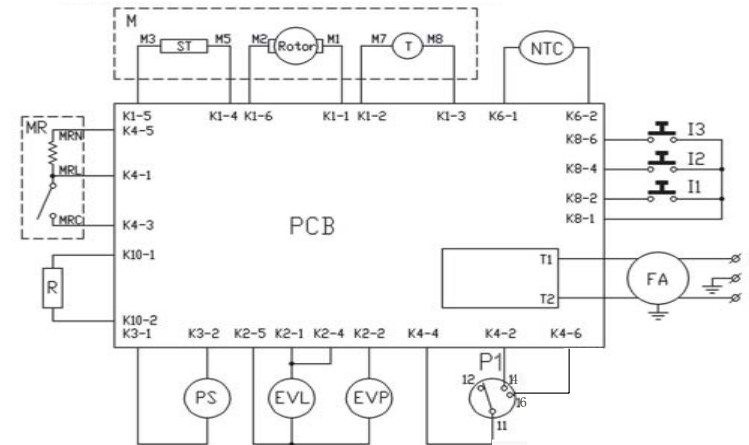 M
M3 ST M5 M2 Rotor M1 M7 T M8 NTC
K1-5 K1-4 K1-6 K1-1 K1-2 K1-3 K6-1 K6-2
MR MRN K4-5 K8-6 I3
MRL K4-1 K8-4 I2
K8-2 I1
MRC K4-3 K8-1
PCB
K10-1 T1
R FA
K10-2 T2
K3-1 K3-2 K2-5 K2-1 K2-4 K2-2 K4-4 K4-2 K4-6
P1
12 14
PS EVL EVP 16
11